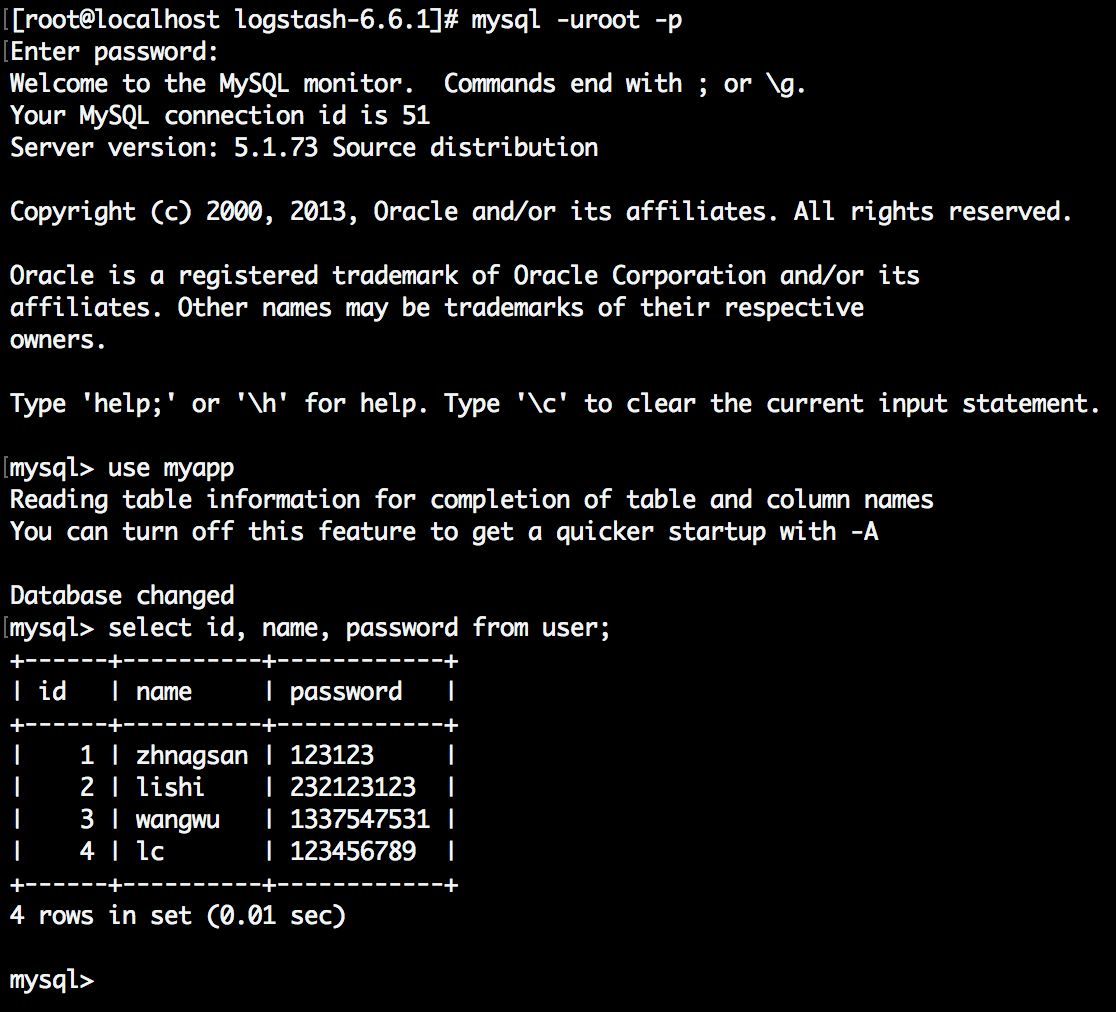 [[root@localhost logstash-6.6.1]# mysql -uroot -p
[Enter password:
Welcome to the MySQL monitor.  Commands end with ; or \g.
Your MySQL connection id is 51
Server version: 5.1.73 Source distribution

Copyright (c) 2000, 2013, Oracle and/or its affiliates. All rights reserved.

Oracle is a registered trademark of Oracle Corporation and/or its
affiliates. Other names may be trademarks of their respective
owners.

Type 'help;' or '\h' for help. Type '\c' to clear the current input statement.

[mysql> use myapp
Reading table information for completion of table and column names
You can turn off this feature to get a quicker startup with -A

Database changed
[mysql> select id, name, password from user;
+------+----------+------------+
| id   | name     | password   |
+------+----------+------------+
|    1 | zhnagsan | 123123     |
|    2 | lishi    | 232123123  |
|    3 | wangwu   | 1337547531 |
|    4 | lc       | 123456789  |
+------+----------+------------+
4 rows in set (0.01 sec)

mysql>